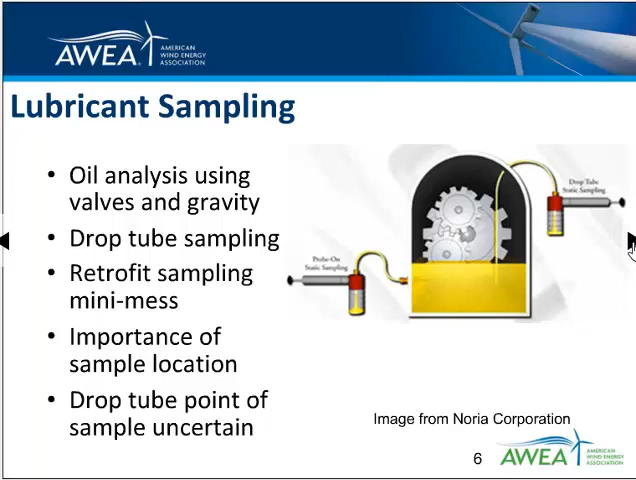 AWEA
AMERICAN
WIND ENERGY
ASSOCIATION
Lubricant Sampling
• Oil analysis using
valves and gravity
• Drop tube sampling
• Retrofit sampling
mini-mess
• Importance of
sample location
• Drop tube point of
sample uncertain
Drop Tube
Static Sampling
Probe-On
Static Sampling
Image from Noria Corporation
6
AWEA
AMERICAN
WIND ENERGY
ASSOCIATION